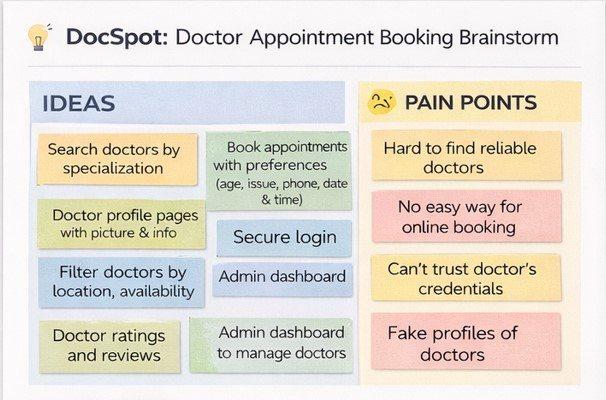 DocSpot: Doctor Appointment Booking Brainstorm
IDEAS
Search doctors by
specialization
Book appointments
with preferences
(age, issue, phone, date
& time)
Doctor profile pages
with picture & info
Secure login
Filter doctors by
location, availability
Admin dashboard
Doctor ratings
and reviews
Admin dashboard
to manage doctors
PAIN POINTS
Hard to find reliable
doctors
No easy way for
online booking
Can't trust doctor's
credentials
Fake profiles of
doctors